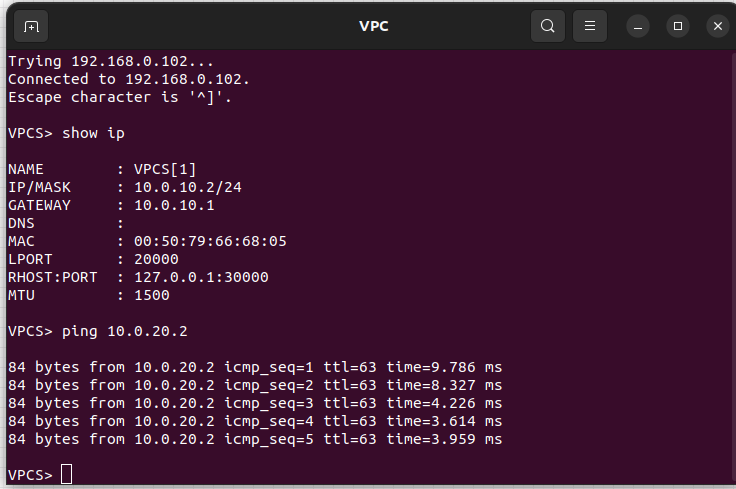 VPC
Trying 192.168.0.102...
Connected to 192.168.0.102.
Escape character is '^]'.
VPCS> show ip
NAME        : VPCS[1]
IP/MASK     : 10.0.10.2/24
GATEWAY     : 10.0.10.1
DNS         :
MAC         : 00:50:79:66:68:05
LPORT       : 20000
RHOST:PORT  : 127.0.0.1:30000
MTU         : 1500
VPCS> ping 10.0.20.2
84 bytes from 10.0.20.2 icmp_seq=1 ttl=63 time=9.786 ms
84 bytes from 10.0.20.2 icmp_seq=2 ttl=63 time=8.327 ms
84 bytes from 10.0.20.2 icmp_seq=3 ttl=63 time=4.226 ms
84 bytes from 10.0.20.2 icmp_seq=4 ttl=63 time=3.614 ms
84 bytes from 10.0.20.2 icmp_seq=5 ttl=63 time=3.959 ms
VPCS>